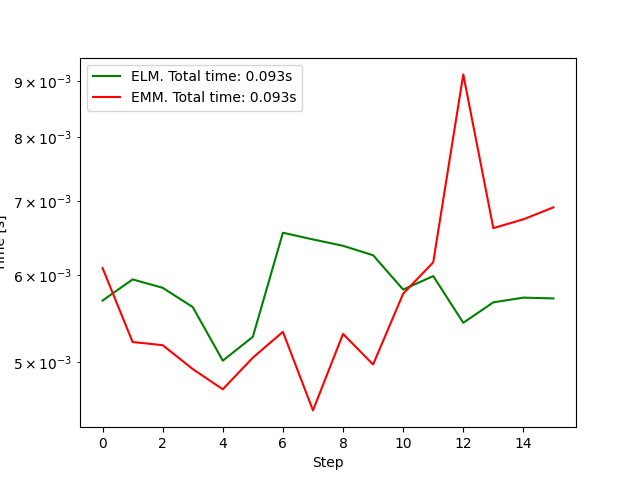 ELM. Total time: 0.093s
EMM. Total time: 0.093s
9 × 10⁻³
8 × 10⁻³
7 × 10⁻³
6 × 10⁻³
5 × 10⁻³
0 2 4 6 8 10 12 14
Step